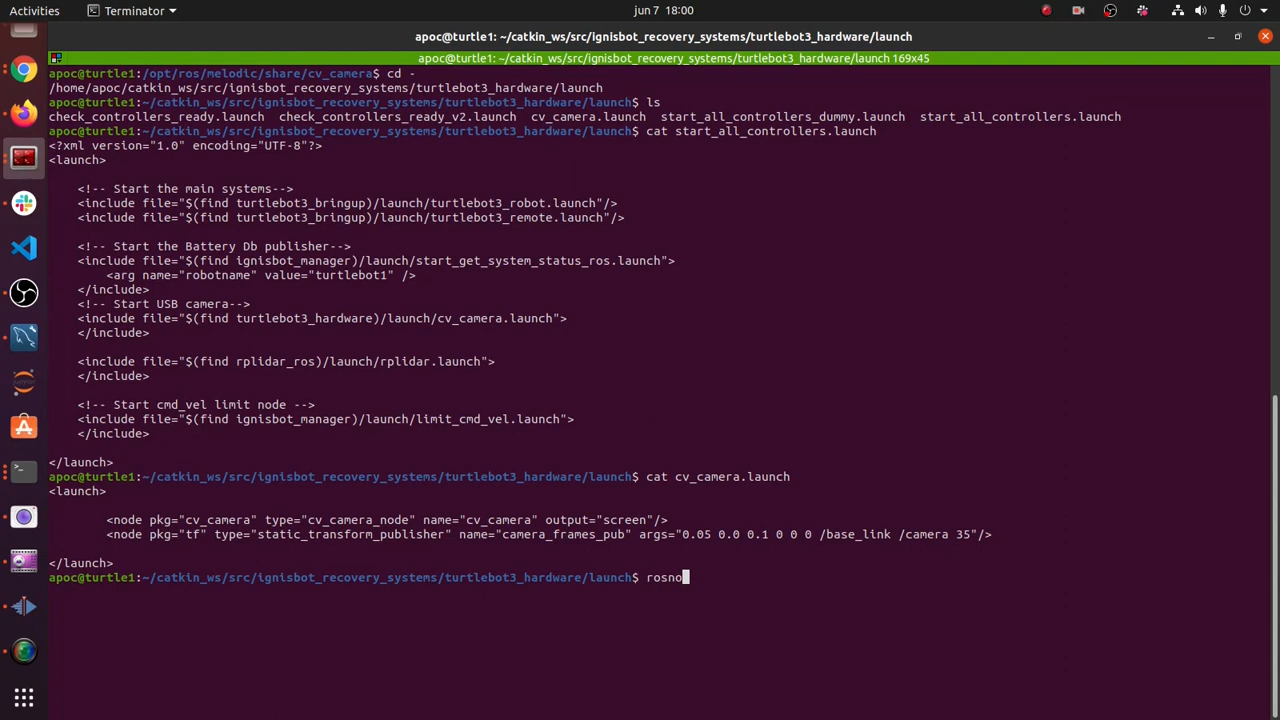 Activities
Terminator
jun 7 18:00
apoc@turtle1: ~/catkin_ws/src/ignisbot_recovery_systems/turtlebot3_hardware/launch
apoc@turtle1: ~/catkin_ws/src/ignisbot_recovery_systems/turtlebot3_hardware/launch 169x45
apoc@turtle1:/opt/ros/melodic/share/cv_camera$ cd -
/home/apoc/catkin_ws/src/ignisbot_recovery_systems/turtlebot3_hardware/launch
apoc@turtle1:~/catkin_ws/src/ignisbot_recovery_systems/turtlebot3_hardware/launch$ ls
check_controllers_ready.launch  check_controllers_ready_v2.launch  cv_camera.launch  start_all_controllers_dummy.launch  start_all_controllers.launch
apoc@turtle1:~/catkin_ws/src/ignisbot_recovery_systems/turtlebot3_hardware/launch$ cat start_all_controllers.launch
<?xml version="1.0" encoding="UTF-8"?>
<launch>
    <!-- Start the main systems-->
    <include file="$(find turtlebot3_bringup)/launch/turtlebot3_robot.launch"/>
    <include file="$(find turtlebot3_bringup)/launch/turtlebot3_remote.launch"/>
    <!-- Start the Battery Db publisher-->
    <include file="$(find ignisbot_manager)/launch/start_get_system_status_ros.launch">
        <arg name="robotname" value="turtlebot1" />
    </include>
    <!-- Start USB camera-->
    <include file="$(find turtlebot3_hardware)/launch/cv_camera.launch">
    </include>
    <include file="$(find rplidar_ros)/launch/rplidar.launch">
    </include>
    <!-- Start cmd_vel limit node -->
    <include file="$(find ignisbot_manager)/launch/limit_cmd_vel.launch">
    </include>
</launch>
apoc@turtle1:~/catkin_ws/src/ignisbot_recovery_systems/turtlebot3_hardware/launch$ cat cv_camera.launch
<launch>
        <node pkg="cv_camera" type="cv_camera_node" name="cv_camera" output="screen"/>
        <node pkg="tf" type="static_transform_publisher" name="camera_frames_pub" args="0.05 0.0 0.1 0 0 0 /base_link /camera 35"/>
</launch>
apoc@turtle1:~/catkin_ws/src/ignisbot_recovery_systems/turtlebot3_hardware/launch$ rosno